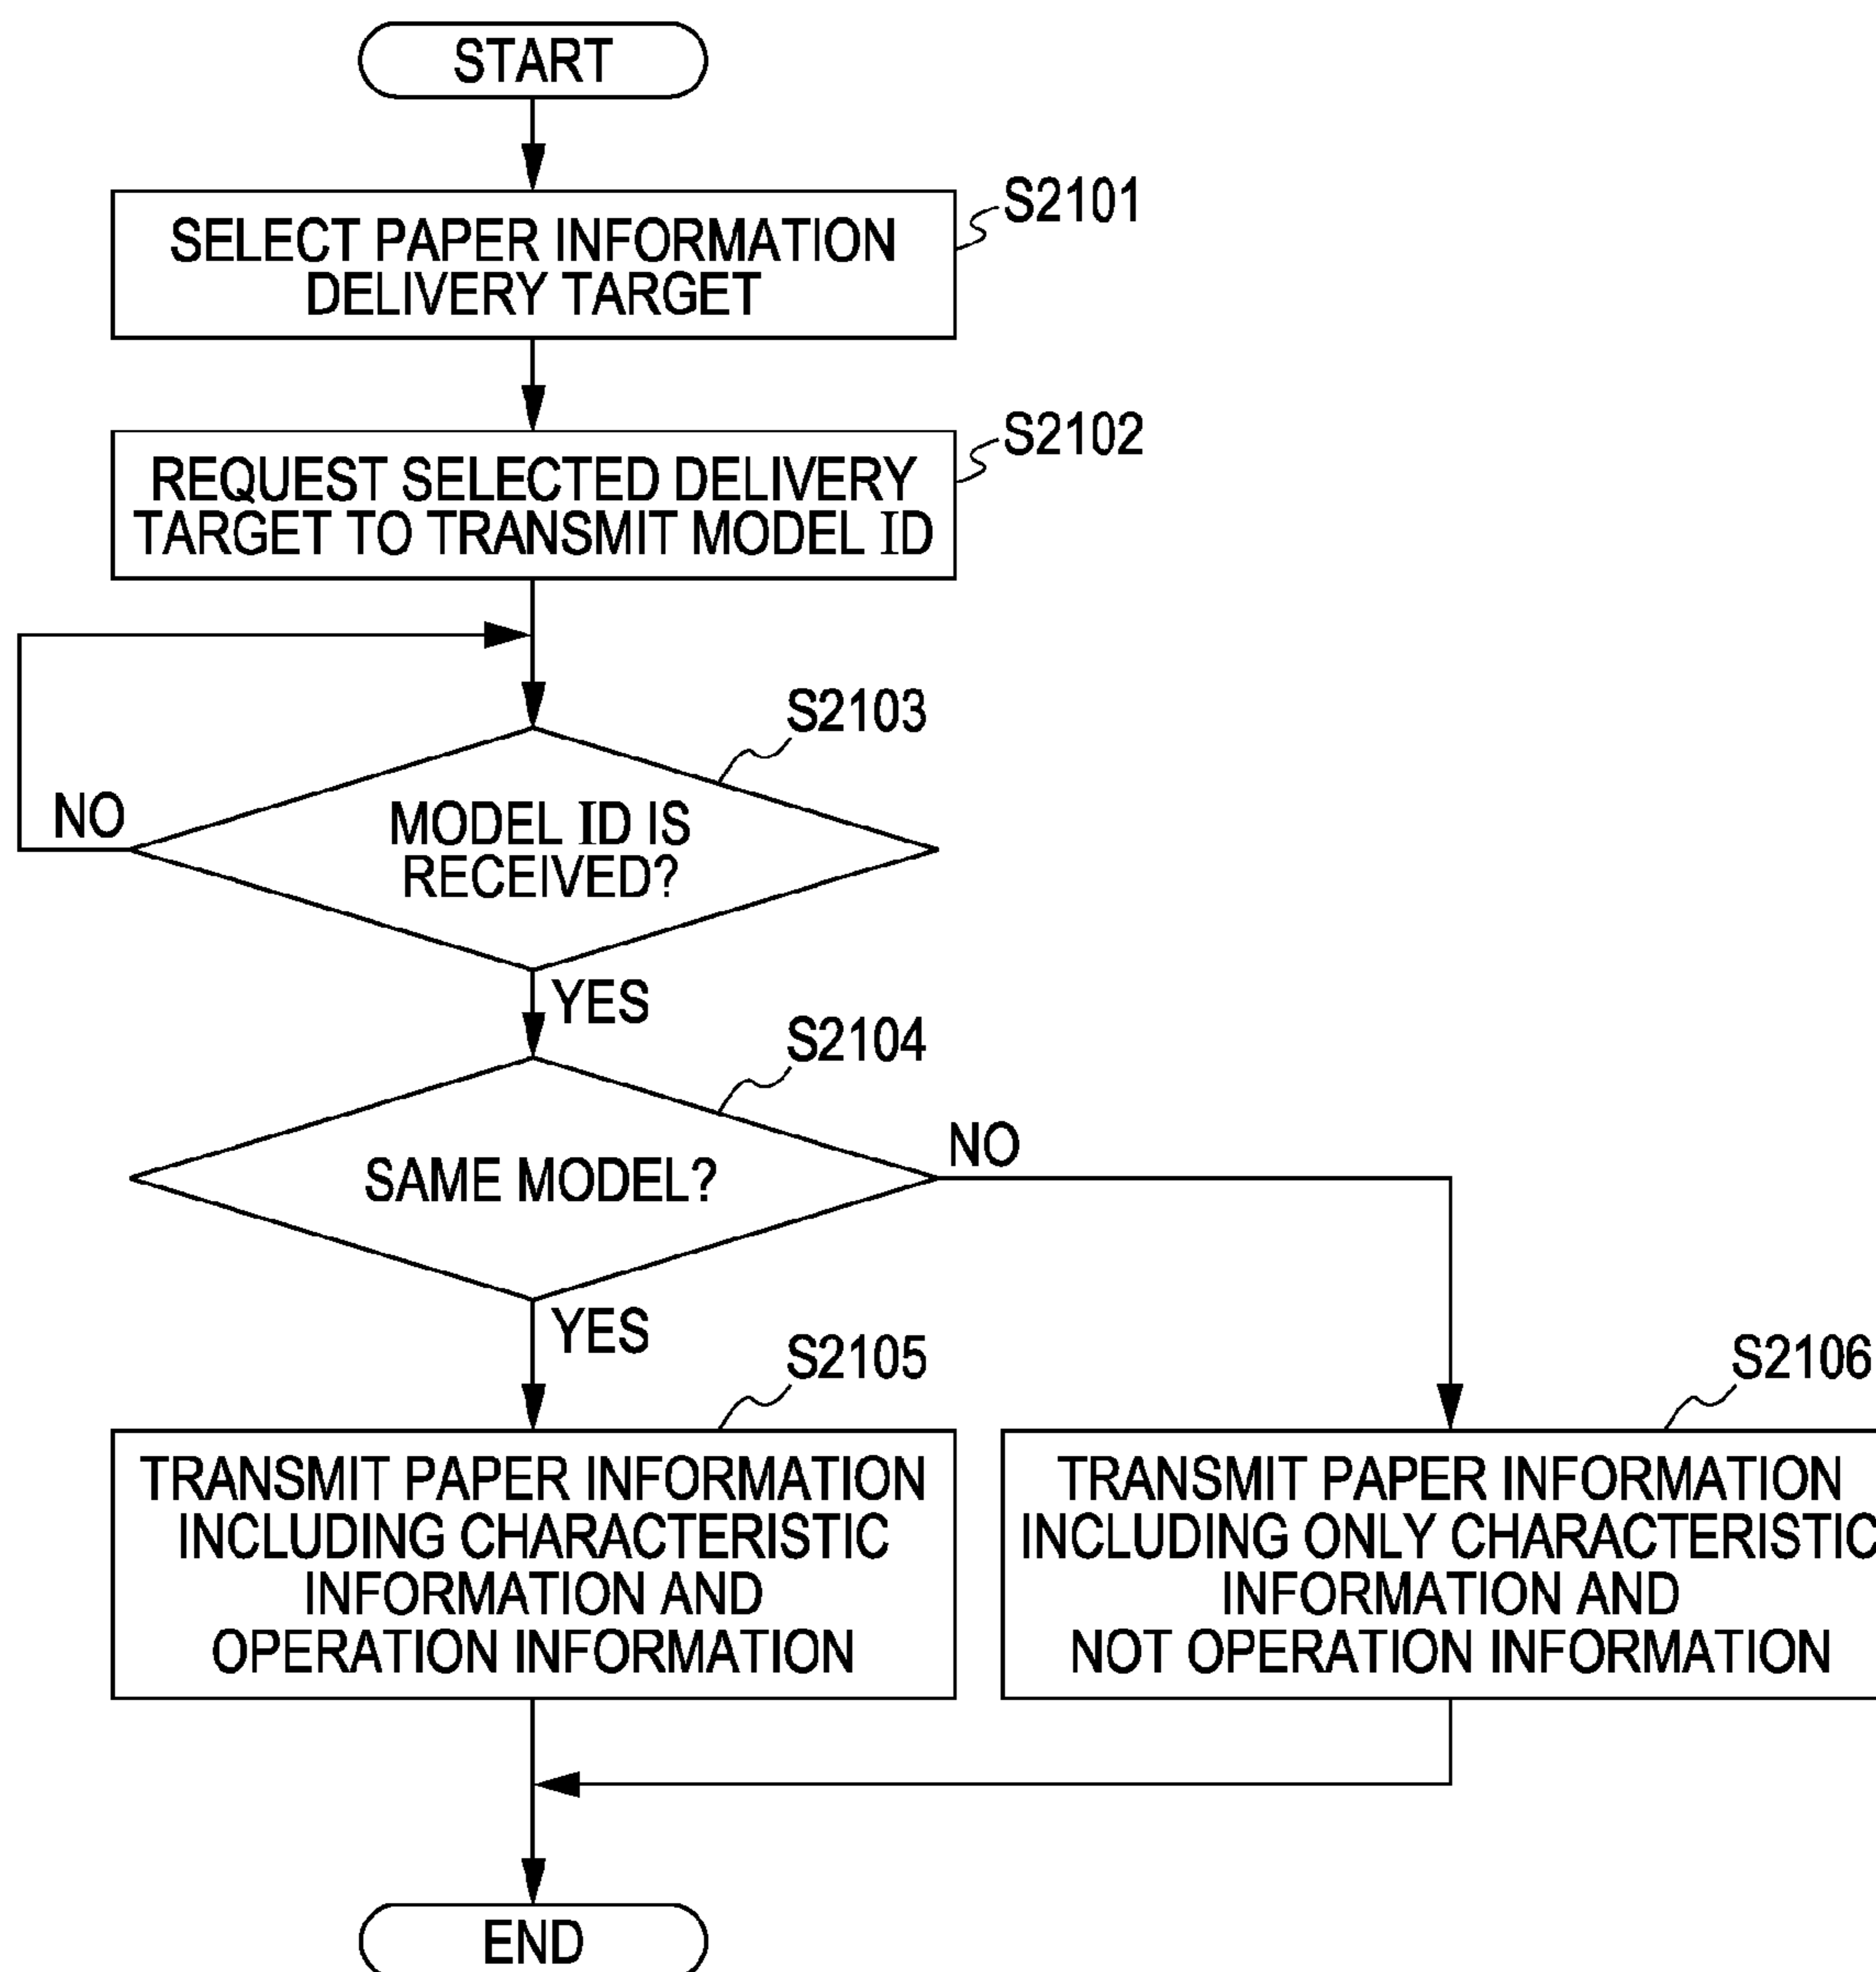 START
S2101
SELECT PAPER INFORMATION
DELIVERY TARGET
S2102
REQUEST SELECTED DELIVERY
TARGET TO TRANSMIT MODEL ID
S2103
NO
MODEL ID IS
RECEIVED?
YES
S2104
NO
SAME MODEL?
YES
S2105
TRANSMIT PAPER INFORMATION
INCLUDING CHARACTERISTIC
INFORMATION AND
OPERATION INFORMATION
S2106
TRANSMIT PAPER INFORMATION
INCLUDING ONLY CHARACTERISTIC
INFORMATION AND
NOT OPERATION INFORMATION
END